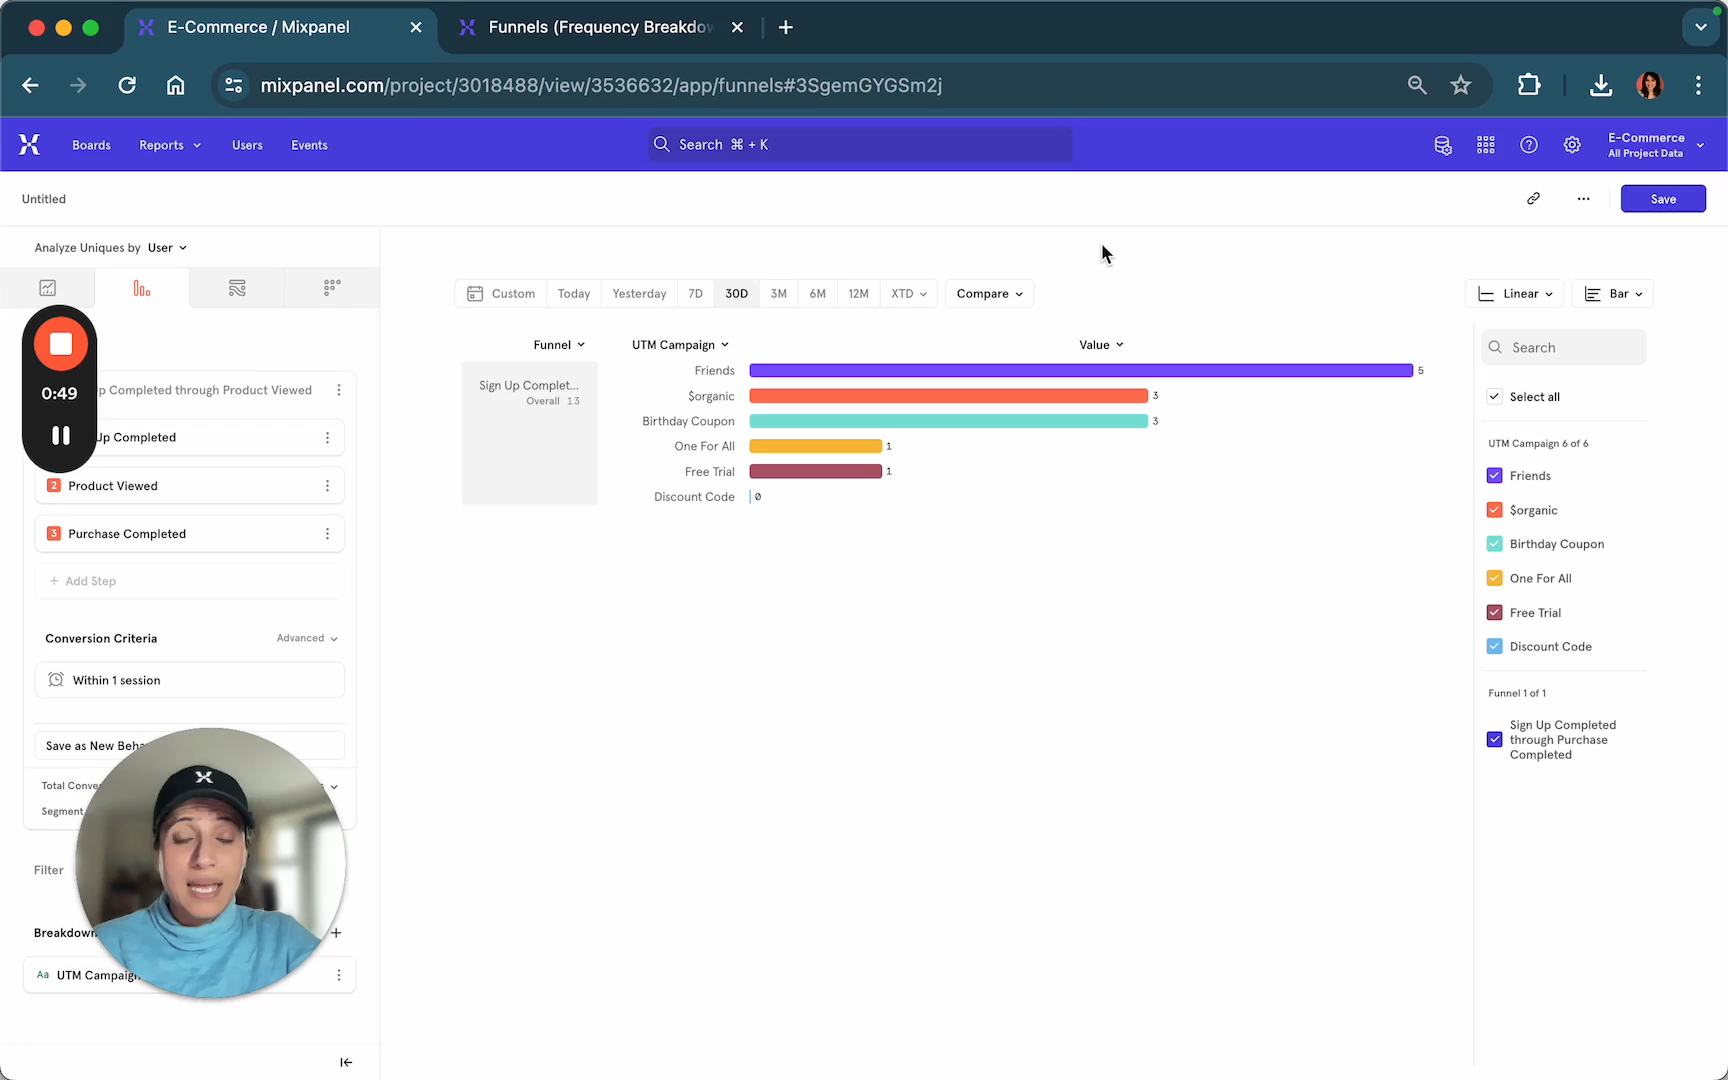 E-Commerce / Mixpanel
Funnels (Frequency Breakdow
mixpanel.com/project/3018488/view/3536632/app/funnels#3SgemGYGSm2j
Boards
Reports
Users
Events
Search ⌘ + K
E-Commerce
All Project Data
Untitled
Save
Analyze Uniques by User
0:49
p Completed through Product Viewed
Up Completed
2 Product Viewed
3 Purchase Completed
+ Add Step
Conversion Criteria
Advanced
Within 1 session
Save as New Beha
Total Conve
Segment
Filter
Breakdown
Aa UTM Campaign
Custom
Today
Yesterday
7D
30D
3M
6M
12M
XTD
Compare
Linear
Bar
Funnel
UTM Campaign
Value
Sign Up Complet...
Overall 13
Friends 5
$organic 3
Birthday Coupon 3
One For All 1
Free Trial 1
Discount Code 0
Search
Select all
UTM Campaign 6 of 6
Friends
$organic
Birthday Coupon
One For All
Free Trial
Discount Code
Funnel 1 of 1
Sign Up Completed
through Purchase
Completed